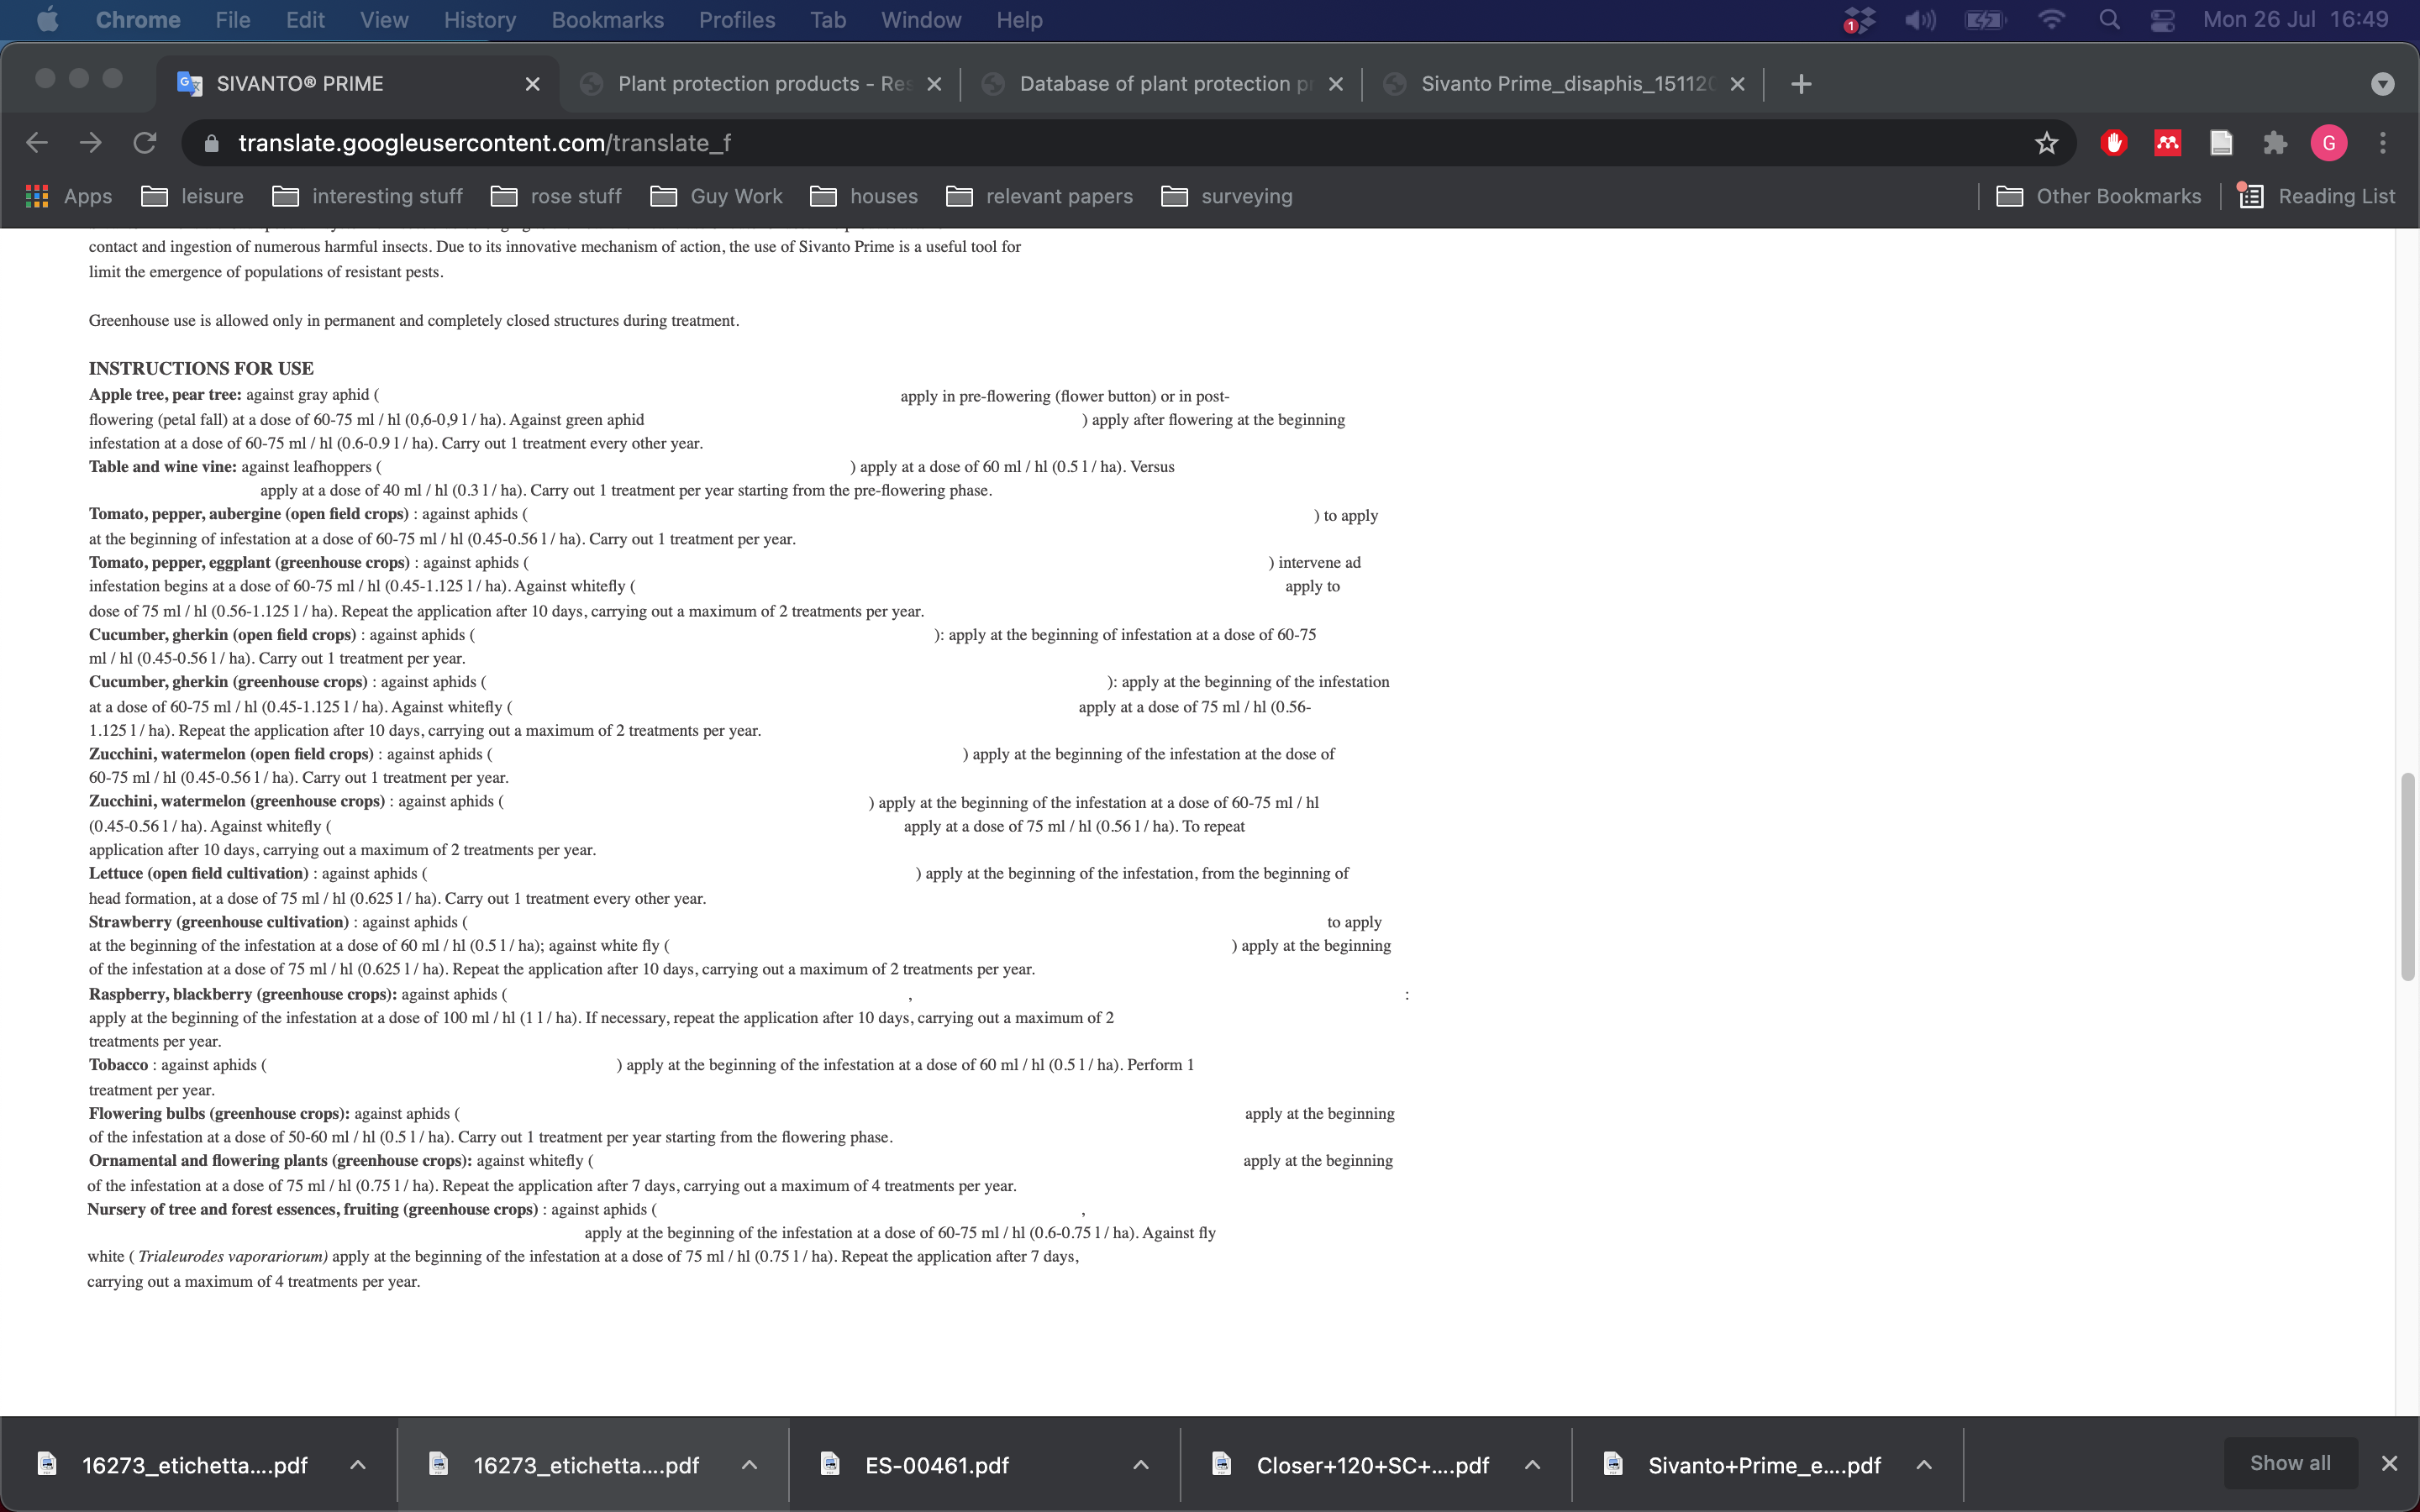 Chrome File Edit View History Bookmarks Profiles Tab Window Help 1 Mon 26 Jul 16:49
SIVANTO® PRIME Plant protection products - Res Database of plant protection pr Sivanto Prime_disaphis_15112
translate.googleusercontent.com/translate_f G
Apps leisure interesting stuff rose stuff Guy Work houses relevant papers surveying Other Bookmarks Reading List
contact and ingestion of numerous harmful insects. Due to its innovative mechanism of action, the use of Sivanto Prime is a useful tool for
limit the emergence of populations of resistant pests.
Greenhouse use is allowed only in permanent and completely closed structures during treatment.
INSTRUCTIONS FOR USE
Apple tree, pear tree: against gray aphid ( apply in pre-flowering (flower button) or in post-
flowering (petal fall) at a dose of 60-75 ml / hl (0,6-0,9 l / ha). Against green aphid ) apply after flowering at the beginning
infestation at a dose of 60-75 ml / hl (0.6-0.9 l / ha). Carry out 1 treatment every other year.
Table and wine vine: against leafhoppers ( ) apply at a dose of 60 ml / hl (0.5 l / ha). Versus
apply at a dose of 40 ml / hl (0.3 l / ha). Carry out 1 treatment per year starting from the pre-flowering phase.
Tomato, pepper, aubergine (open field crops) : against aphids ( ) to apply
at the beginning of infestation at a dose of 60-75 ml / hl (0.45-0.56 l / ha). Carry out 1 treatment per year.
Tomato, pepper, eggplant (greenhouse crops) : against aphids ( ) intervene ad
infestation begins at a dose of 60-75 ml / hl (0.45-1.125 l / ha). Against whitefly ( apply to
dose of 75 ml / hl (0.56-1.125 l / ha). Repeat the application after 10 days, carrying out a maximum of 2 treatments per year.
Cucumber, gherkin (open field crops) : against aphids ( ): apply at the beginning of infestation at a dose of 60-75
ml / hl (0.45-0.56 l / ha). Carry out 1 treatment per year.
Cucumber, gherkin (greenhouse crops) : against aphids ( ): apply at the beginning of the infestation
at a dose of 60-75 ml / hl (0.45-1.125 l / ha). Against whitefly ( apply at a dose of 75 ml / hl (0.56-
1.125 l / ha). Repeat the application after 10 days, carrying out a maximum of 2 treatments per year.
Zucchini, watermelon (open field crops) : against aphids ( ) apply at the beginning of the infestation at the dose of
60-75 ml / hl (0.45-0.56 l / ha). Carry out 1 treatment per year.
Zucchini, watermelon (greenhouse crops) : against aphids ( ) apply at the beginning of the infestation at a dose of 60-75 ml / hl
(0.45-0.56 l / ha). Against whitefly ( apply at a dose of 75 ml / hl (0.56 l / ha). To repeat
application after 10 days, carrying out a maximum of 2 treatments per year.
Lettuce (open field cultivation) : against aphids ( ) apply at the beginning of the infestation, from the beginning of
head formation, at a dose of 75 ml / hl (0.625 l / ha). Carry out 1 treatment every other year.
Strawberry (greenhouse cultivation) : against aphids ( to apply
at the beginning of the infestation at a dose of 60 ml / hl (0.5 l / ha); against white fly ( ) apply at the beginning
of the infestation at a dose of 75 ml / hl (0.625 l / ha). Repeat the application after 10 days, carrying out a maximum of 2 treatments per year.
Raspberry, blackberry (greenhouse crops): against aphids ( , :
apply at the beginning of the infestation at a dose of 100 ml / hl (1 l / ha). If necessary, repeat the application after 10 days, carrying out a maximum of 2
treatments per year.
Tobacco : against aphids ( ) apply at the beginning of the infestation at a dose of 60 ml / hl (0.5 l / ha). Perform 1
treatment per year.
Flowering bulbs (greenhouse crops): against aphids ( apply at the beginning
of the infestation at a dose of 50-60 ml / hl (0.5 l / ha). Carry out 1 treatment per year starting from the flowering phase.
Ornamental and flowering plants (greenhouse crops): against whitefly ( apply at the beginning
of the infestation at a dose of 75 ml / hl (0.75 l / ha). Repeat the application after 7 days, carrying out a maximum of 4 treatments per year.
Nursery of tree and forest essences, fruiting (greenhouse crops) : against aphids ( ,
apply at the beginning of the infestation at a dose of 60-75 ml / hl (0.6-0.75 l / ha). Against fly
white ( Trialeurodes vaporariorum) apply at the beginning of the infestation at a dose of 75 ml / hl (0.75 l / ha). Repeat the application after 7 days,
carrying out a maximum of 4 treatments per year.
16273_etichetta....pdf 16273_etichetta....pdf ES-00461.pdf Closer+120+SC+....pdf Sivanto+Prime_e....pdf Show all